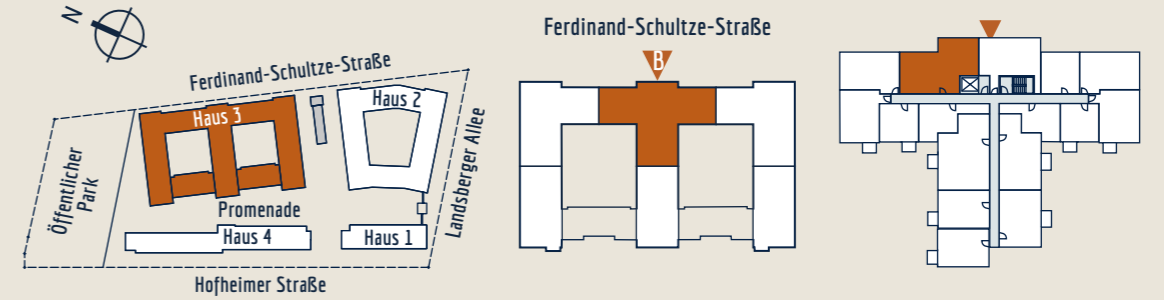 N
Ferdinand-Schultze-Straße
Haus 3
Haus 2
Landsberger Allee
Öffentlicher
Park
Promenade
Haus 4
Haus 1
Hofheimer Straße
Ferdinand-Schultze-Straße
B